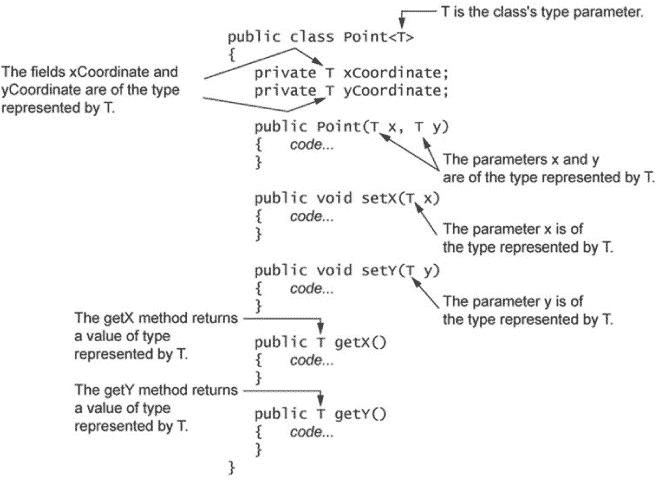 T is the class's type parameter.
public class Point<T>
{
The fields xCoordinate and
yCoordinate are of the type
represented by T.
private T xCoordinate;
private T yCoordinate;
public Point(T x, T y)
{ code...
}
The parameters x and y
are of the type represented by T.
public void setX(T x)
{ code...
}
The parameter x is of
the type represented by T.
public void setY(T y)
{ code...
}
The parameter y is of
the type represented by T.
The getX method returns
a value of type
represented by T.
public T getX()
{ code...
}
The getY method returns
a value of type
represented by T.
public T getY()
{ code...
}
}